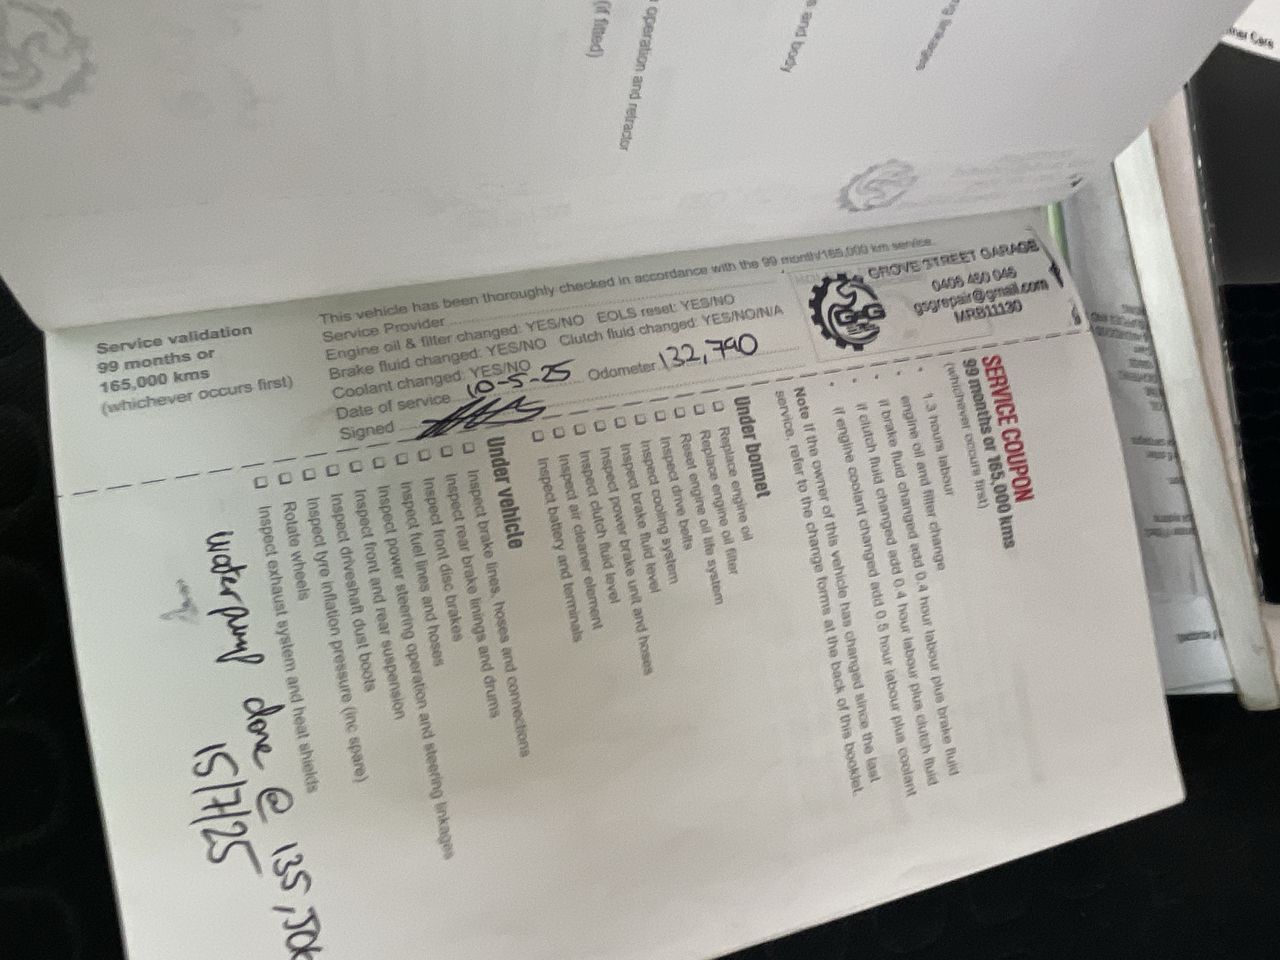 (if fitted)
operation and retractor
s and body
ng linkages
mer Care
Service validation
99 months or
165,000 kms
(whichever occurs first)
This vehicle has been thoroughly checked in accordance with the 99 month/165,000 km service.
Service Provider
Engine oil & filter changed: YES/NO EOLS reset: YES/NO
Brake fluid changed: YES/NO Clutch fluid changed: YES/NO/N/A
Coolant changed: YES/NO
Date of service 10-5-25 Odometer 132,790
Signed
GROVE STREET GARAGE
0406 480 046
gsgrepair@gmail.com
MRB11130
SERVICE COUPON
99 months or 165,000 kms
(whichever occurs first)
• 1.3 hours labour
engine oil and filter change
• if brake fluid changed add 0.4 hour labour plus brake fluid
• if clutch fluid changed add 0.4 hour labour plus clutch fluid
• if engine coolant changed add 0.5 hour labour plus coolant
Note If the owner of this vehicle has changed since the last
service, refer to the change forms at the back of this booklet.
Under bonnet
Replace engine oil
Replace engine oil filter
Reset engine oil life system
Inspect drive belts
Inspect cooling system
Inspect brake fluid level
Inspect power brake unit and hoses
Inspect clutch fluid level
Inspect air cleaner element
Inspect battery and terminals
Under vehicle
Inspect brake lines, hoses and connections
Inspect rear brake linings and drums
Inspect front disc brakes
Inspect fuel lines and hoses
Inspect power steering operation and steering linkages
Inspect front and rear suspension
Inspect driveshaft dust boots
Inspect tyre inflation pressure (inc spare)
Rotate wheels
Inspect exhaust system and heat shields
waterpump done @ 135,
15/7/25